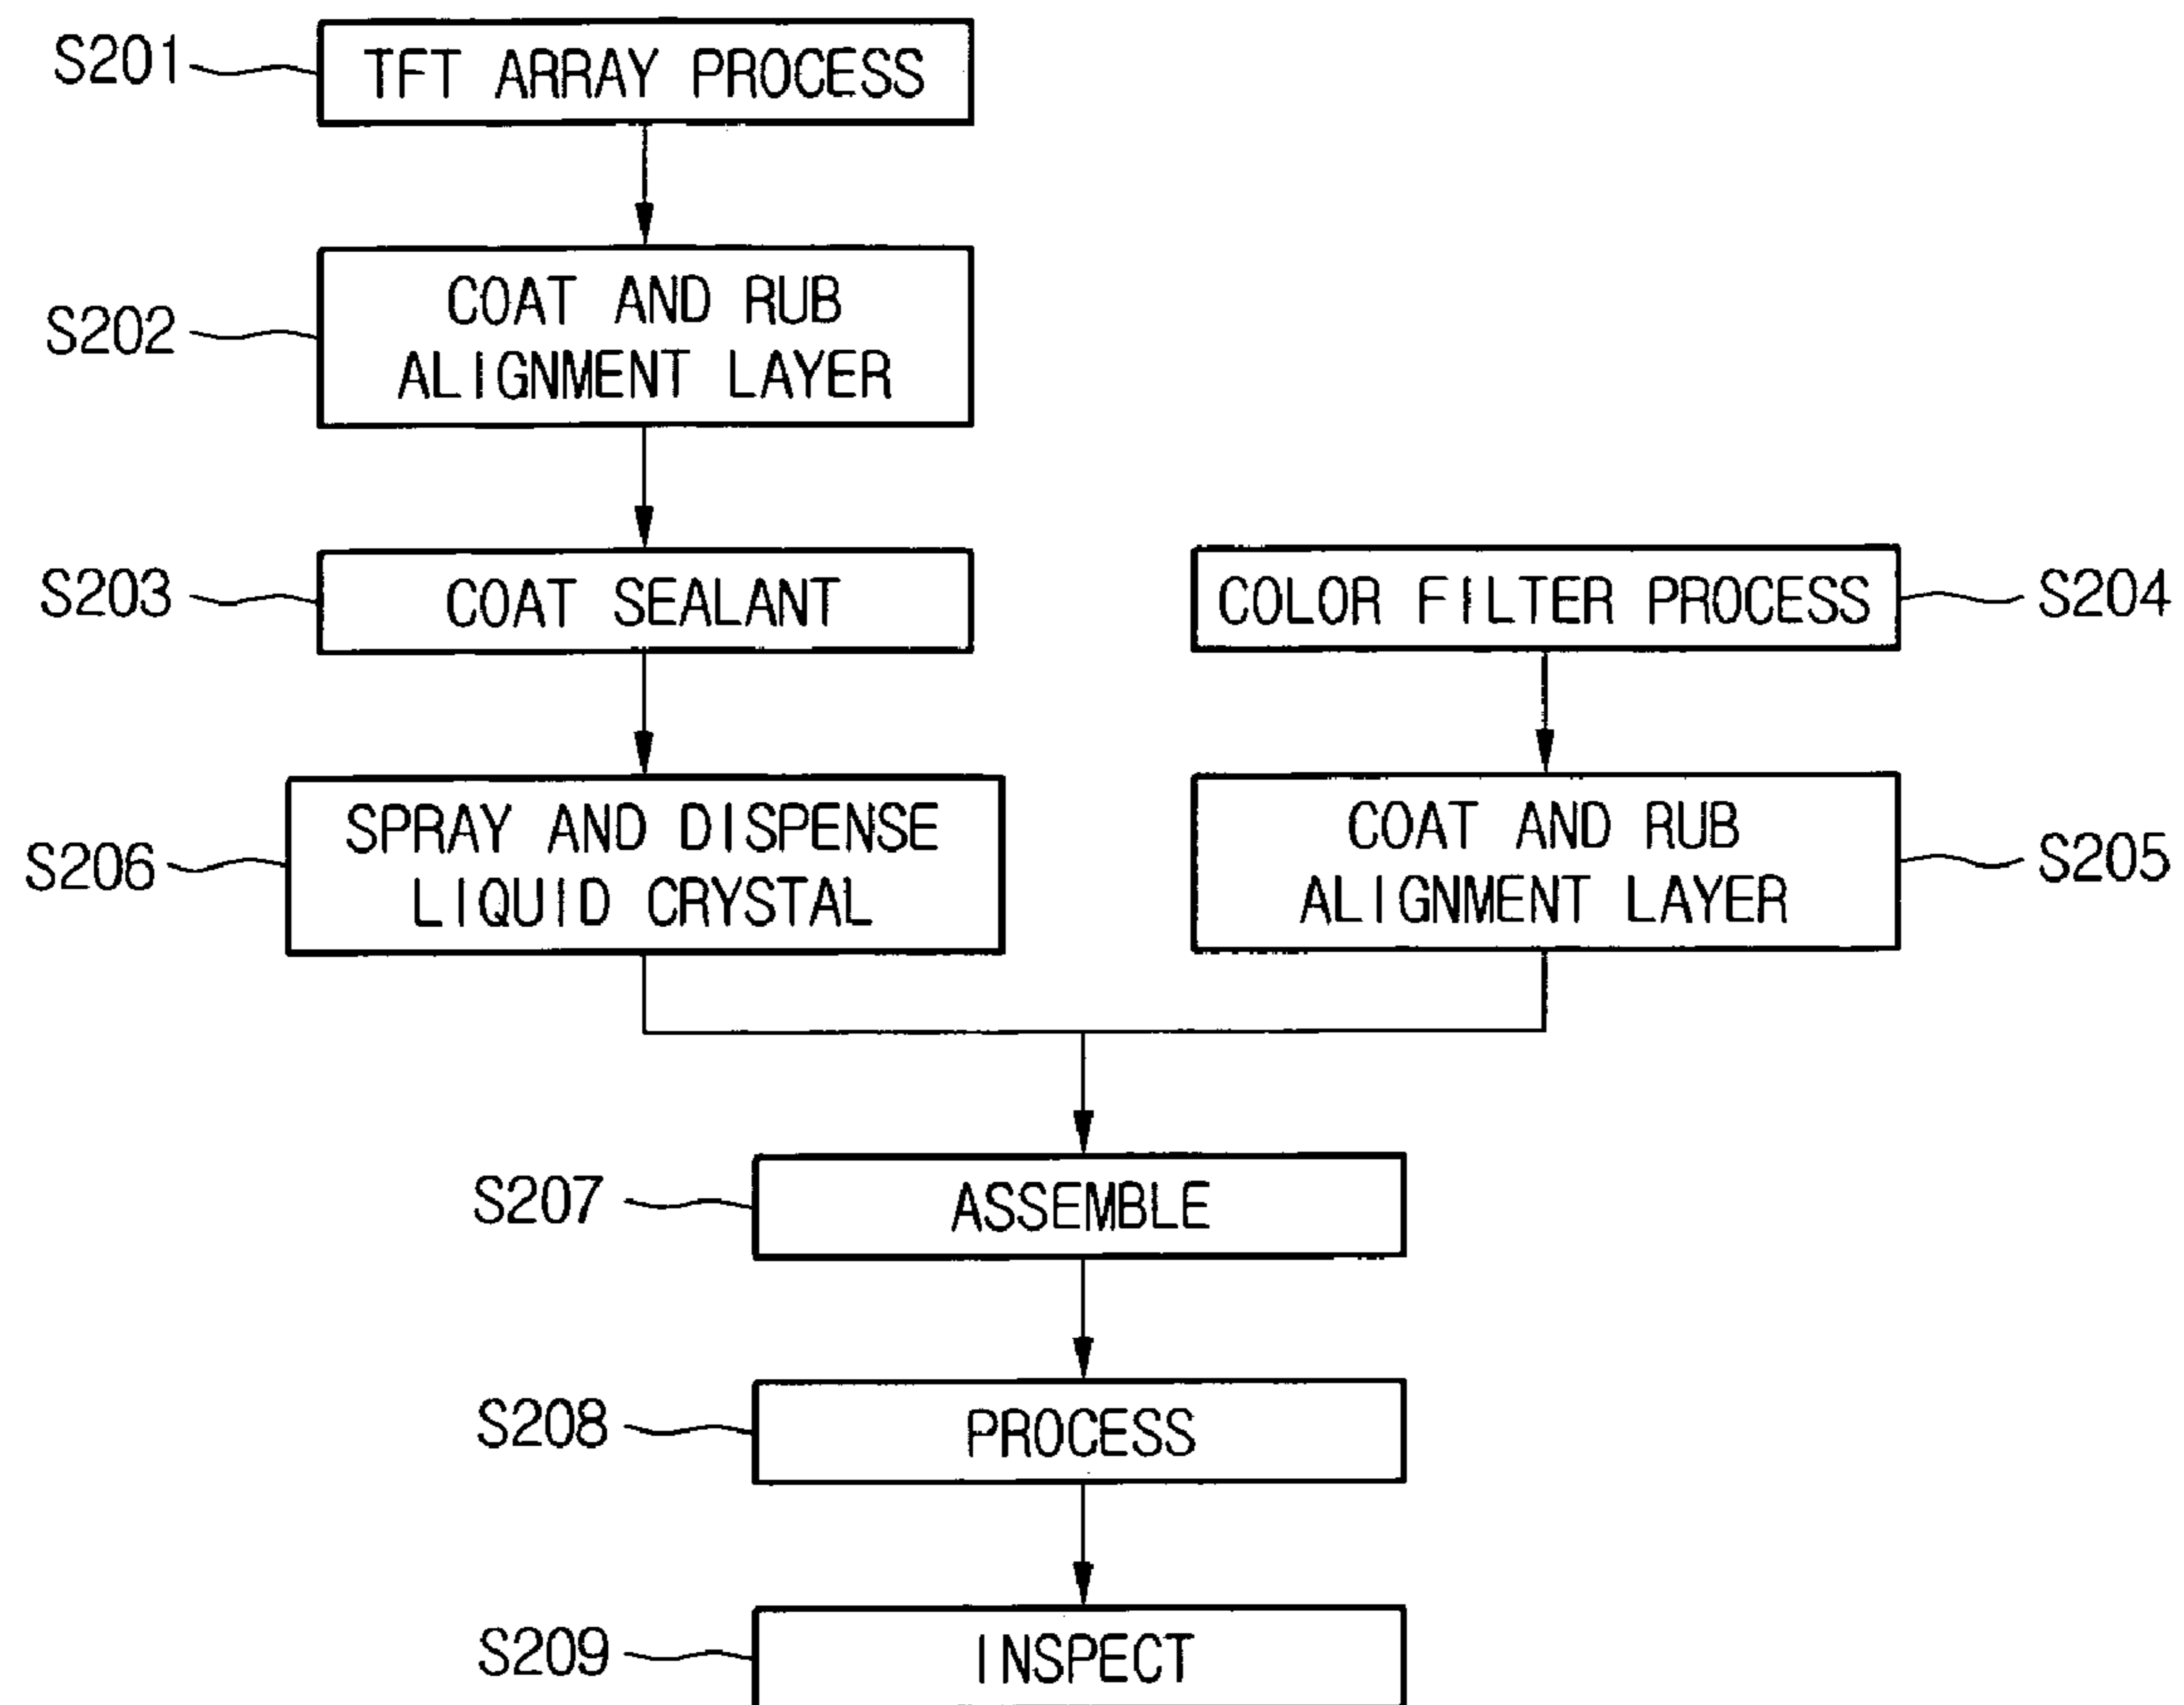 S201
TFT ARRAY PROCESS
S202
COAT AND RUB
ALIGNMENT LAYER
S203
COAT SEALANT
COLOR FILTER PROCESS
S204
S206
SPRAY AND DISPENSE
LIQUID CRYSTAL
COAT AND RUB
ALIGNMENT LAYER
S205
S207
ASSEMBLE
S208
PROCESS
S209
INSPECT